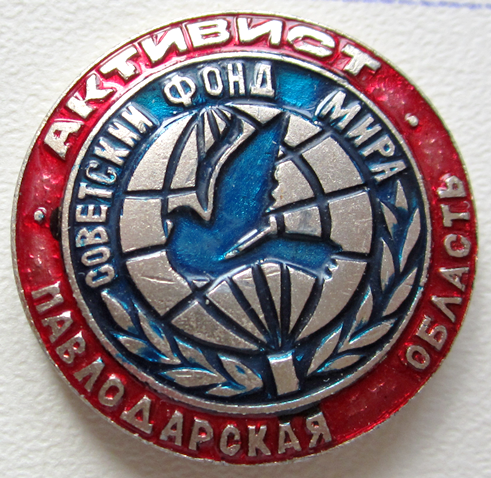 АКТИВИСТ
СОВЕТСКИЙ ФОНД МИРА
ПАВЛОДАРСКАЯ ОБЛАСТЬ